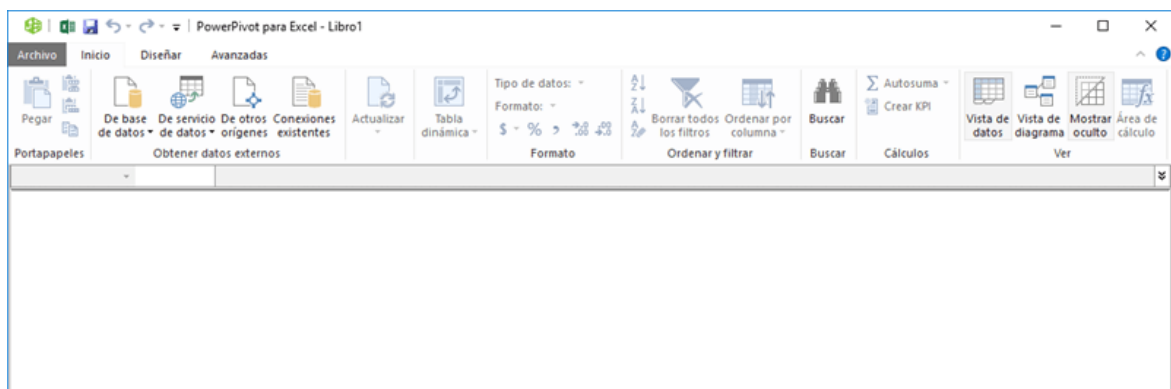 PowerPivot para Excel - Libro1
Archivo Inicio Diseñar Avanzadas
Pegar
Portapapeles
De base de datos
De servicio de datos
De otros orígenes
Conexiones existentes
Obtener datos externos
Actualizar
Tabla dinámica
Tipo de datos:
Formato:
$ % 
Formato
Borrar todos los filtros
Ordenar por columna
Ordenar y filtrar
Buscar
Buscar
Autosuma
Crear KPI
Cálculos
Vista de datos
Vista de diagrama
Mostrar oculto
Área de cálculo
Ver